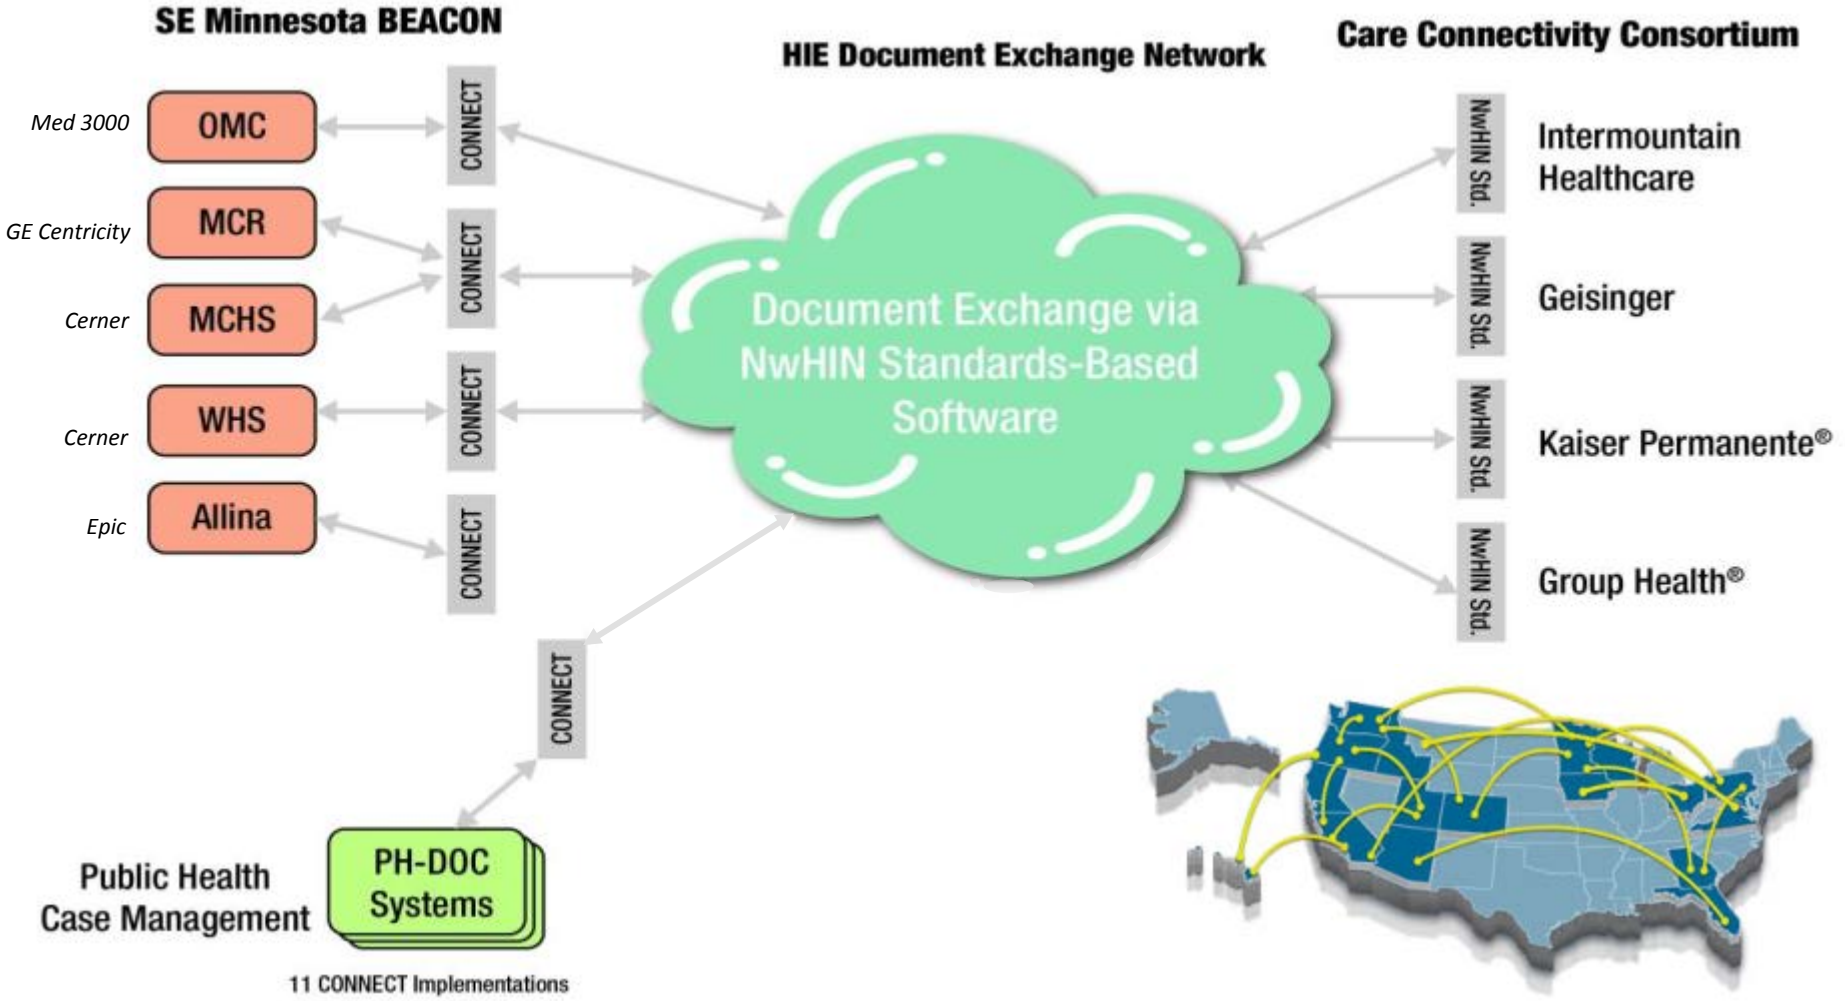 SE Minnesota BEACON
HIE Document Exchange Network
Care Connectivity Consortium
Med 3000
OMC
CONNECT
GE Centricity
MCR
CONNECT
Cerner
MCHS
Cerner
WHS
CONNECT
Epic
Allina
CONNECT
Document Exchange via
NwHIN Standards-Based
Software
NwHIN Std.
Intermountain
Healthcare
NwHIN Std.
Geisinger
NwHIN Std.
Kaiser Permanente®
NwHIN Std.
Group Health®
CONNECT
Public Health
Case Management
PH-DOC
Systems
11 CONNECT Implementations